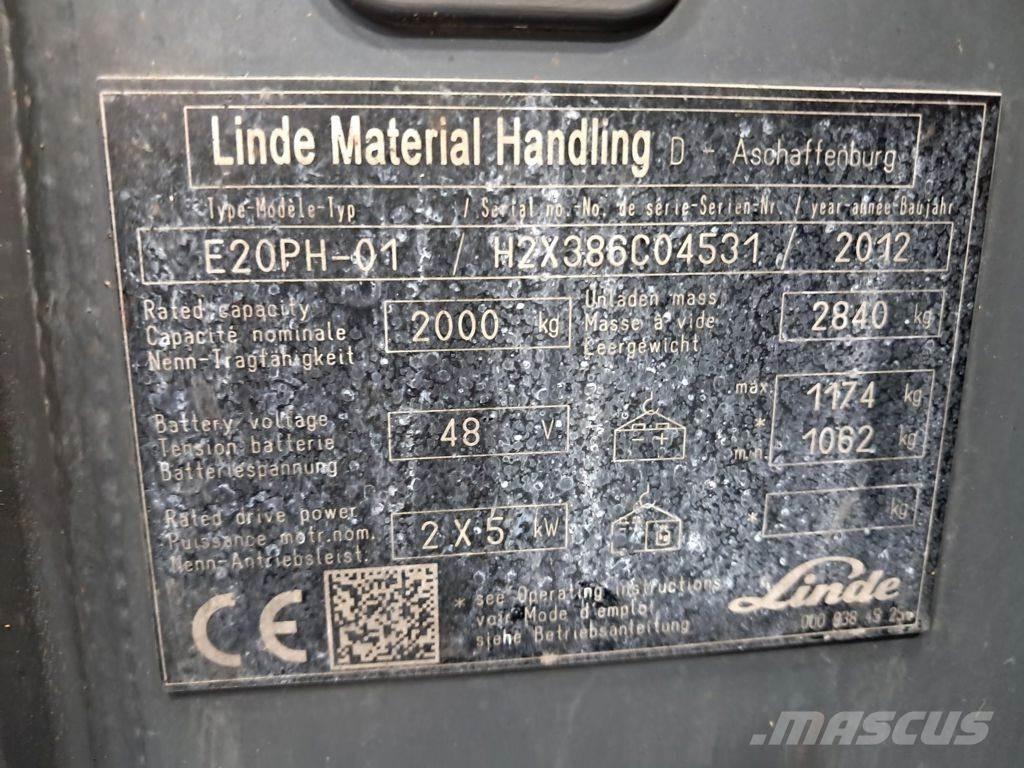 Linde Material Handling D - Aschaffenburg
Type-Modèle-Typ / Serial no.-No. de série-Serien-Nr. / year-année-Baujahr
E20PH-01 / H2X386C04531 / 2012
Rated capacity
Capacité nominale
Nenn-Tragfähigkeit
2000 kg
Unladen mass
Masse à vide
Leergewicht
2840 kg
Battery voltage
Tension batterie
Batteriespannung
48 V
- +
max 1174 kg
*
min. 1062 kg
Rated drive power
Puissance motr.nom.
Nenn-Antriebsleist.
2 X 5 kW
* kg
CE
* see Operating Instructions
voir Mode d'emploi
siehe Betriebsanleitung
Linde
000 938 49
MASCUS